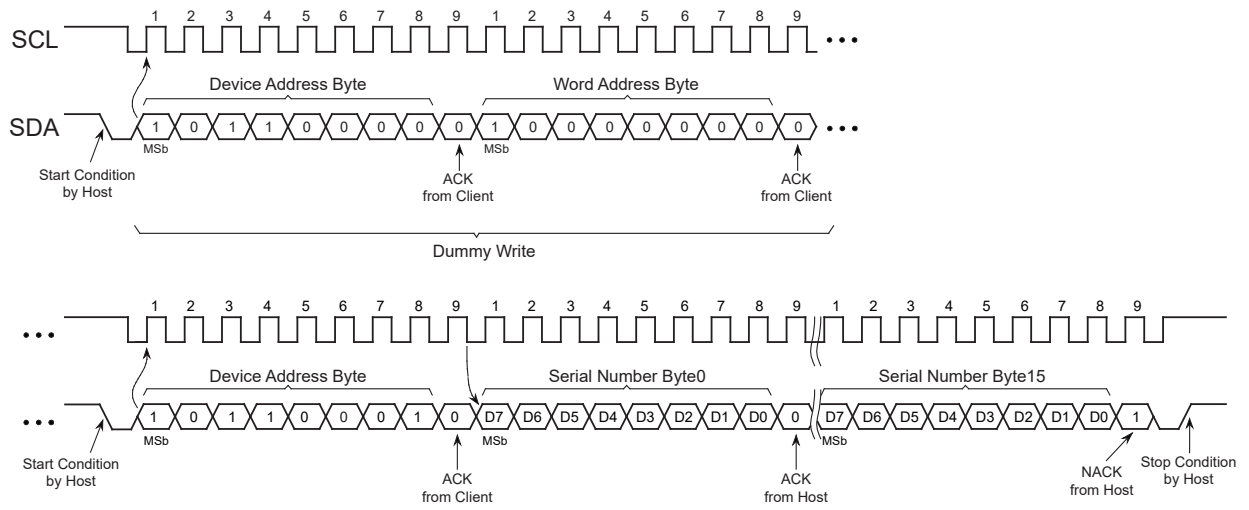 1 2 3 4 5 6 7 8 9 1 2 3 4 5 6 7 8 9
SCL
Device Address Byte Word Address Byte
SDA 1 0 1 1 0 0 0 0 0 1 0 0 0 0 0 0 0 0
MSb MSb
Start Condition
by Host
ACK
from Client
ACK
from Client
Dummy Write
1 2 3 4 5 6 7 8 9 1 2 3 4 5 6 7 8 9 1 2 3 4 5 6 7 8 9
Device Address Byte Serial Number Byte0 Serial Number Byte15
1 0 1 1 0 0 0 1 0 D7 D6 D5 D4 D3 D2 D1 D0 0 D7 D6 D5 D4 D3 D2 D1 D0 1
MSb MSb MSb
Start Condition
by Host
ACK
from Client
ACK
from Host
NACK
from Host
Stop Condition
by Host